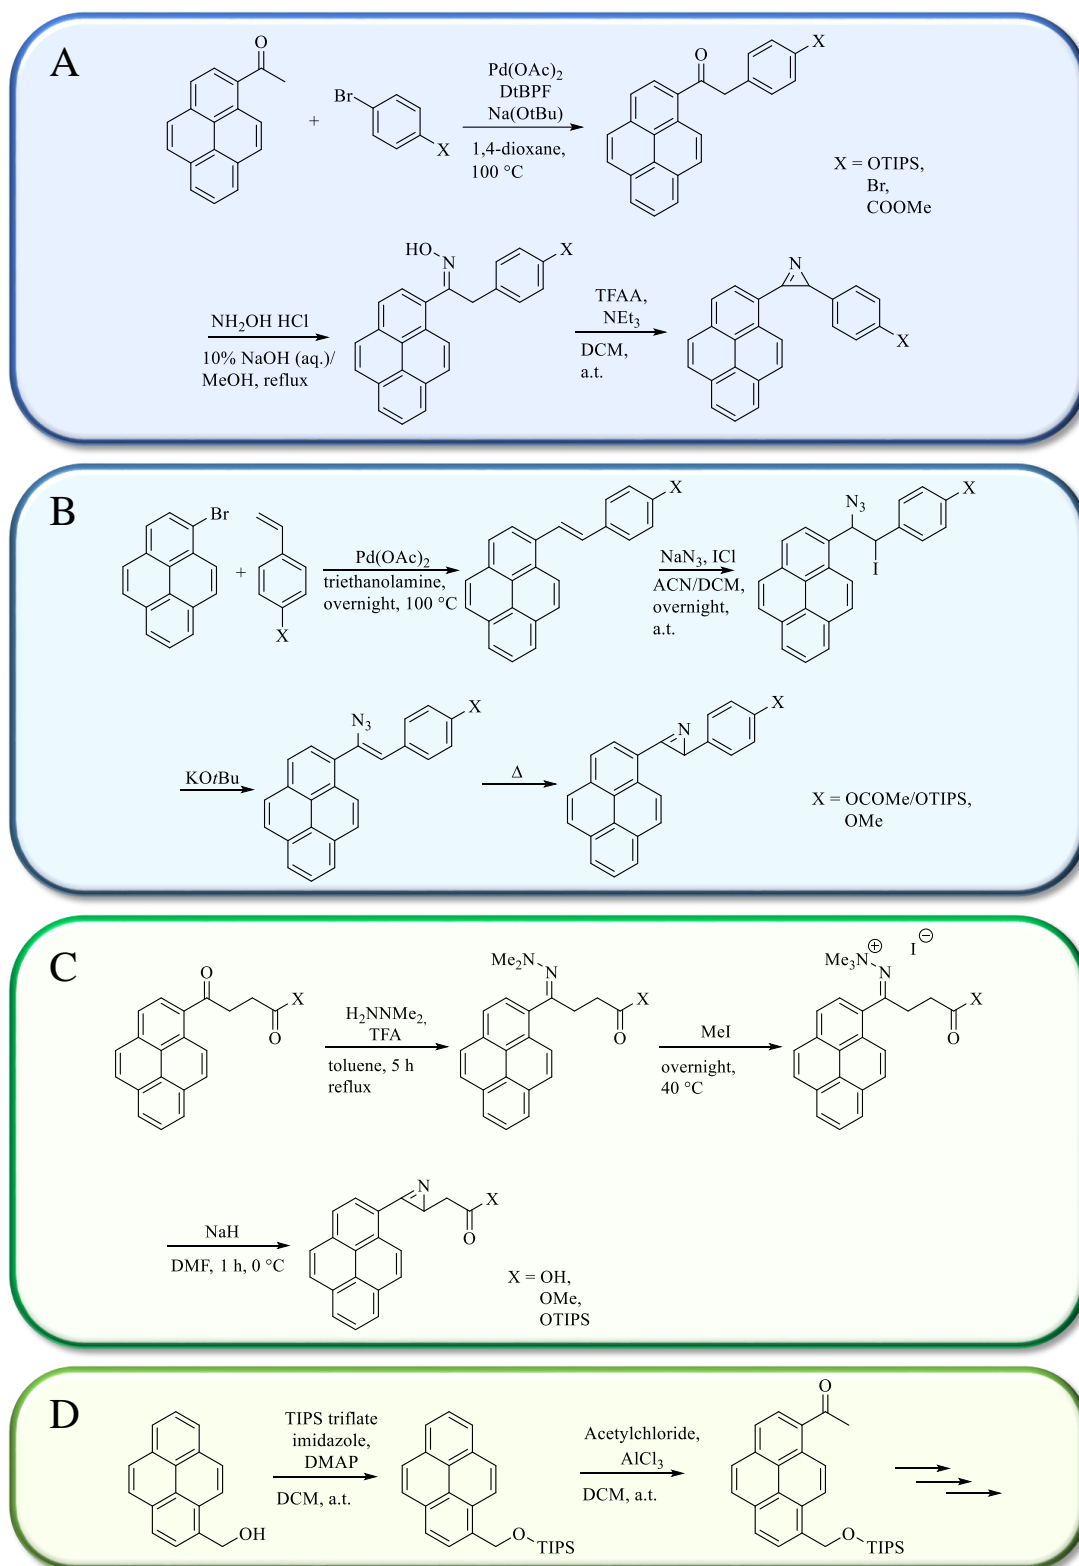 A
O
+
Br
X
Pd(OAc)2
DtBPF
Na(OtBu)
1,4-dioxane,
100 °C
O
X
X = OTIPS,
Br,
COOMe
NH2OH HCl
10% NaOH (aq.)/
MeOH, reflux
HO
N
X
TFAA,
NEt3
DCM,
a.t.
N
X
B
Br
+
X
Pd(OAc)2
triethanolamine,
overnight, 100 °C
X
NaN3, ICl
ACN/DCM,
overnight,
a.t.
N3
I
X
KOtBu
N3
X
Δ
N
X
X = OCOMe/OTIPS,
OMe
C
O
X
O
H2NNMe2,
TFA
toluene, 5 h
reflux
Me2N
N
X
O
MeI
overnight,
40 °C
Me3N
+
N
I
−
X
O
NaH
DMF, 1 h, 0 °C
N
X
O
X = OH,
OMe,
OTIPS
D
OH
TIPS triflate
imidazole,
DMAP
DCM, a.t.
O
TIPS
Acetylchloride,
AlCl3
DCM, a.t.
O
O
TIPS